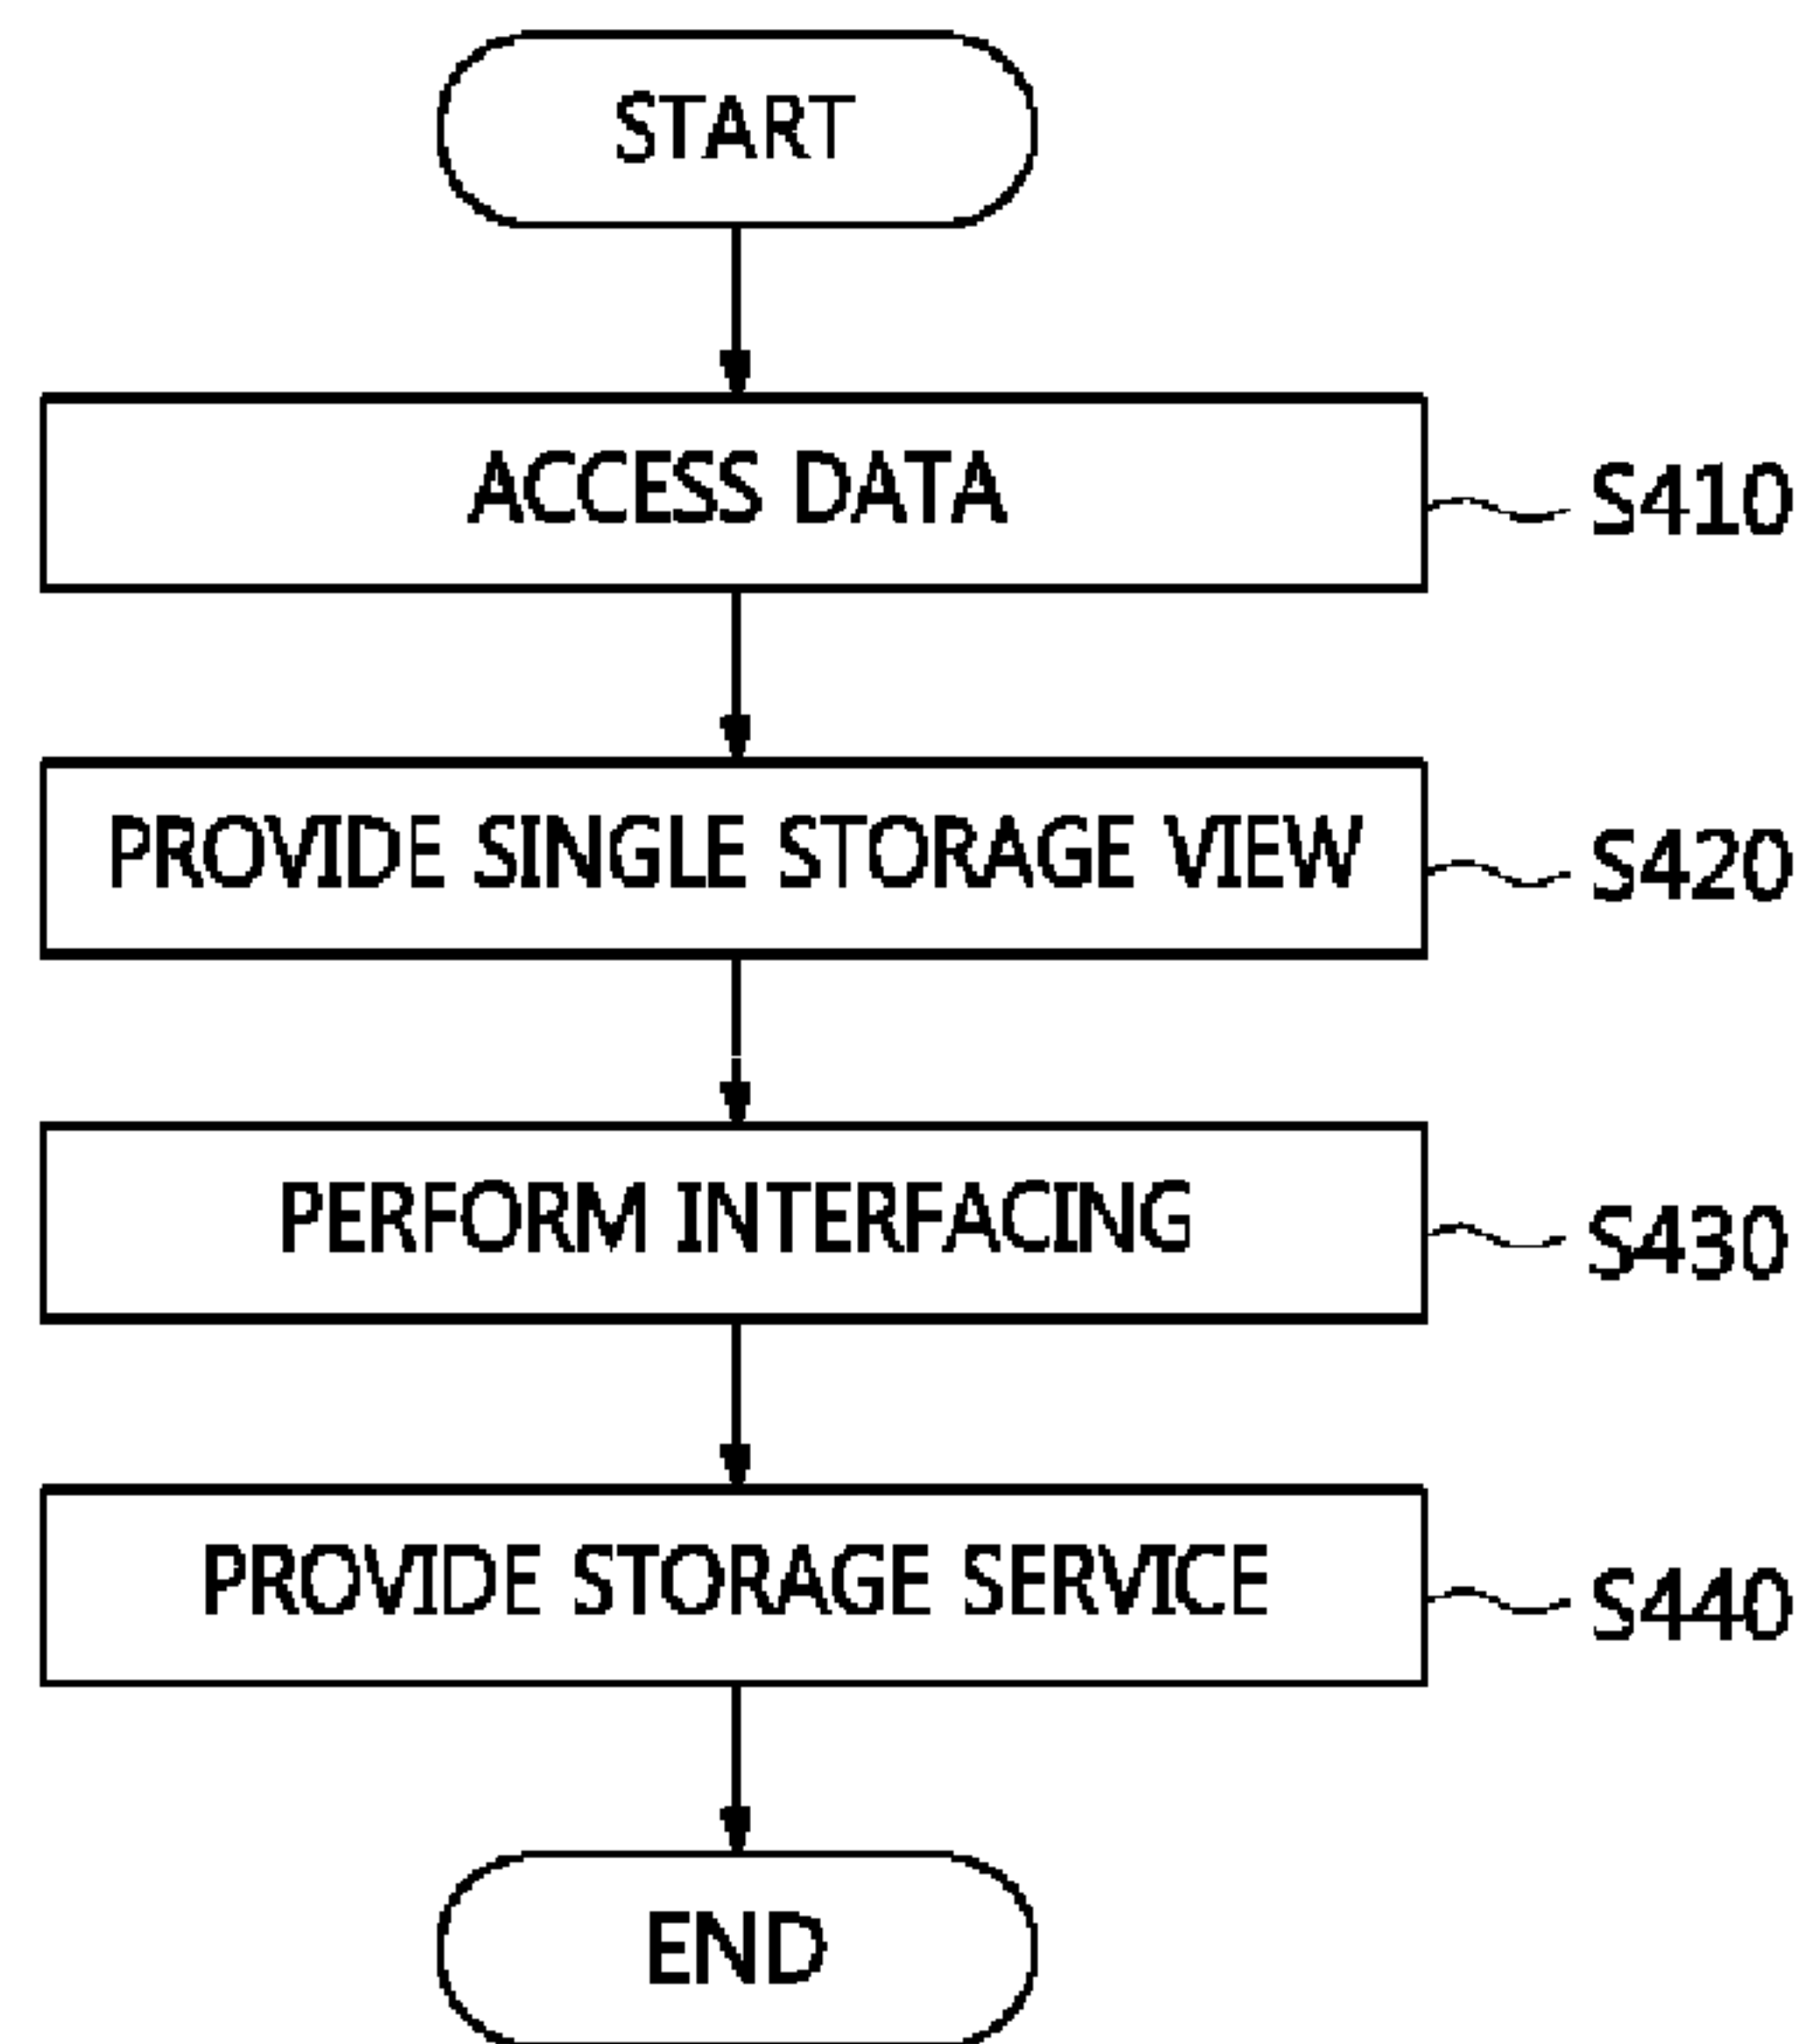 START
ACCESS DATA
S410
PROVIDE SINGLE STORAGE VIEW
S420
PERFORM INTERFACING
S430
PROVIDE STORAGE SERVICE
S440
END